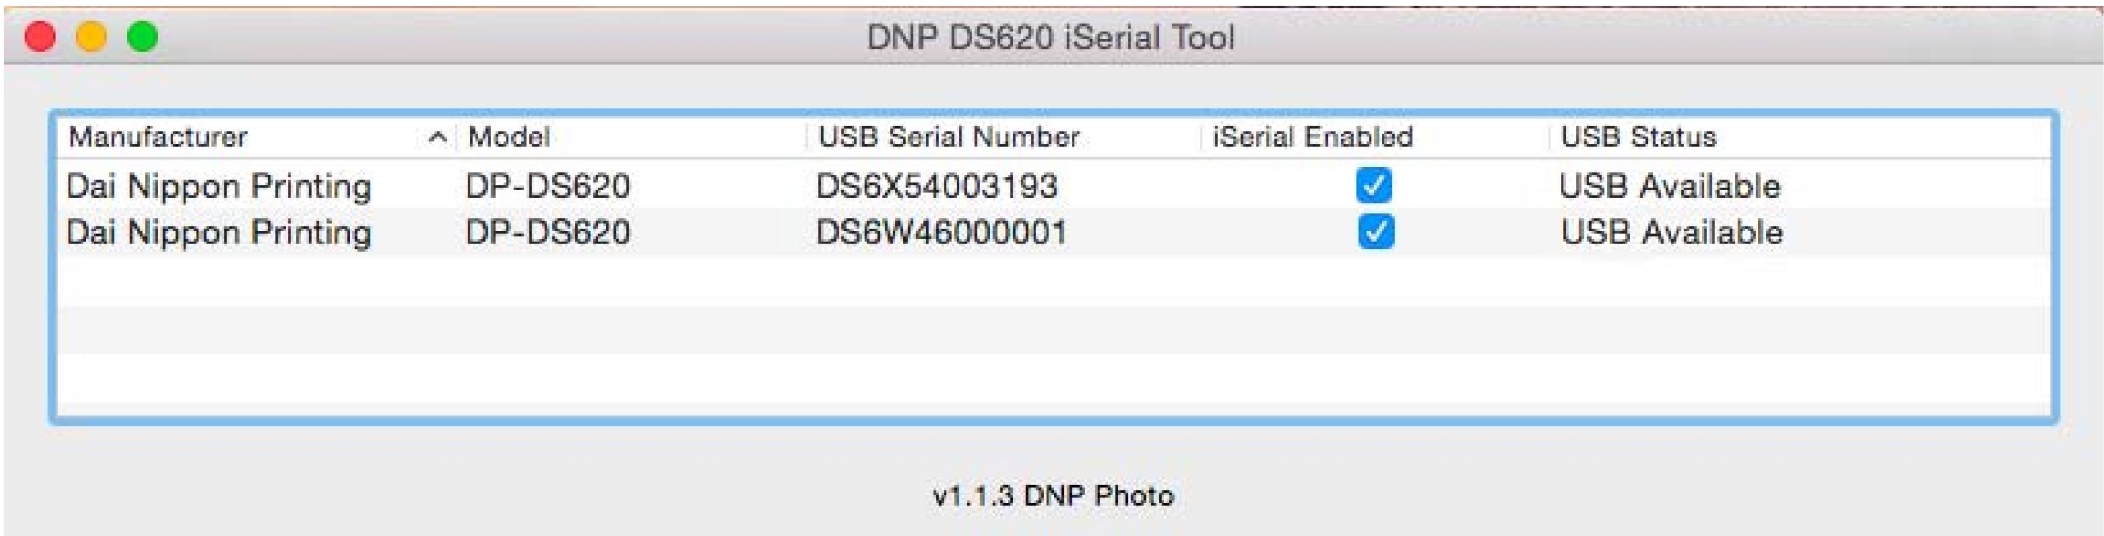 DNP DS620 iSerial Tool
Manufacturer Model USB Serial Number iSerial Enabled USB Status
Dai Nippon Printing DP-DS620 DS6X54003193 USB Available
Dai Nippon Printing DP-DS620 DS6W46000001 USB Available
v1.1.3 DNP Photo